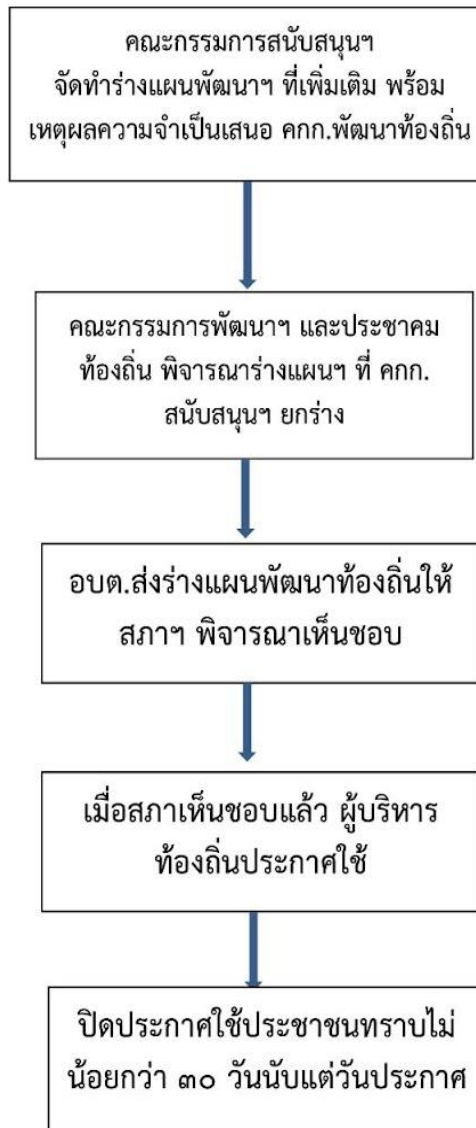 คณะกรรมการสนับสนุนฯ
จัดทำร่างแผนพัฒนาฯ ที่เพิ่มเติม พร้อม
เหตุผลความจำเป็นเสนอ คกก.พัฒนาท้องถิ่น
คณะกรรมการพัฒนาฯ และประชาคม
ท้องถิ่น พิจารณาร่างแผนฯ ที่ คกก.
สนับสนุนฯ ยกร่าง
อบต.ส่งร่างแผนพัฒนาท้องถิ่นให้
สภาฯ พิจารณาเห็นชอบ
เมื่อสภาเห็นชอบแล้ว ผู้บริหาร
ท้องถิ่นประกาศใช้
ปิดประกาศใช้ประชาชนทราบไม่
น้อยกว่า ๓๐ วันนับแต่วันประกาศ